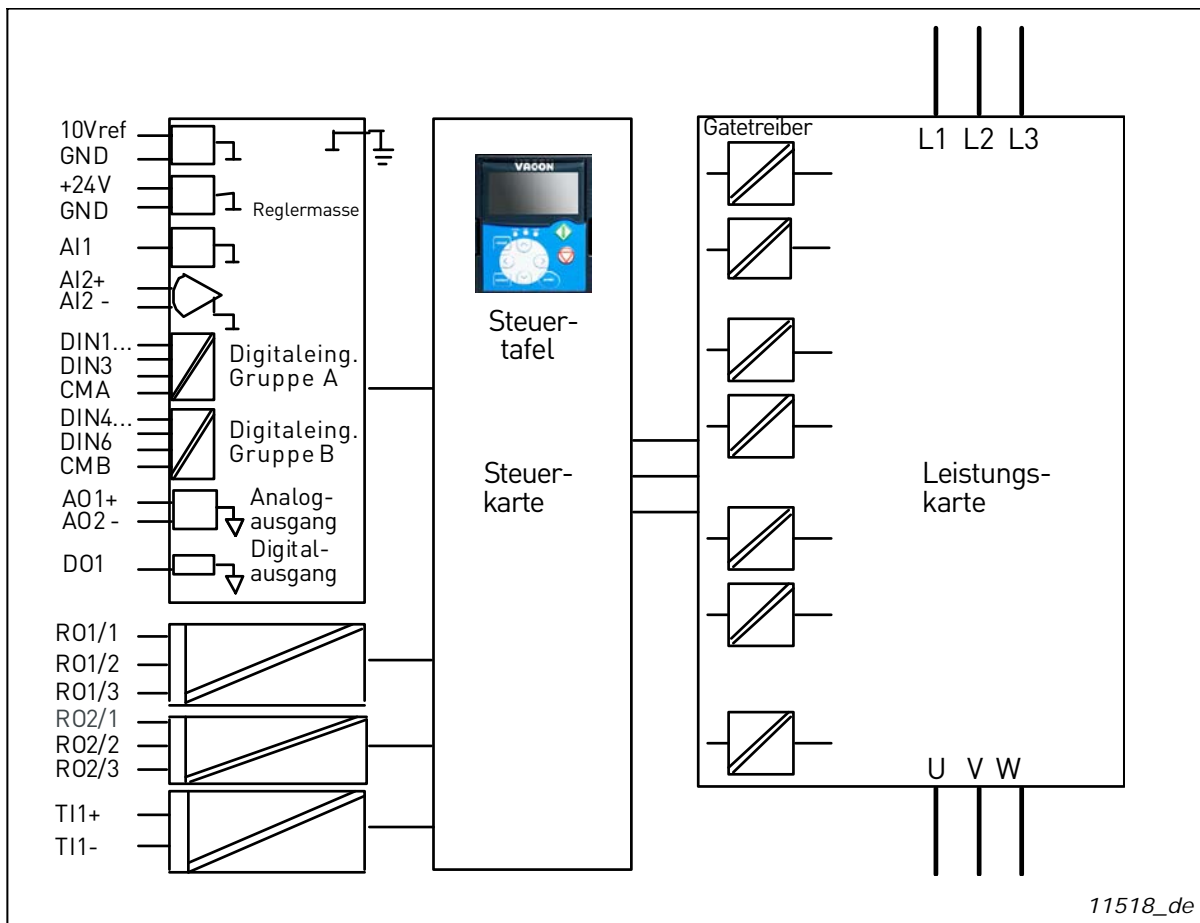 10Vref
GND
+24V
GND
Reglermasse
AI1
AI2+
AI2 -
DIN1...
DIN3
CMA
Digitaleing.
Gruppe A
DIN4...
DIN6
CMB
Digitaleing.
Gruppe B
AO1+
AO2 -
Analog-
ausgang
DO1
Digital-
ausgang
RO1/1
RO1/2
RO1/3
RO2/1
RO2/2
RO2/3
TI1+
TI1-
VACON
Steuer-
tafel
Steuer-
karte
Gatetreiber
L1 L2 L3
Leistungs-
karte
U V W
11518_de